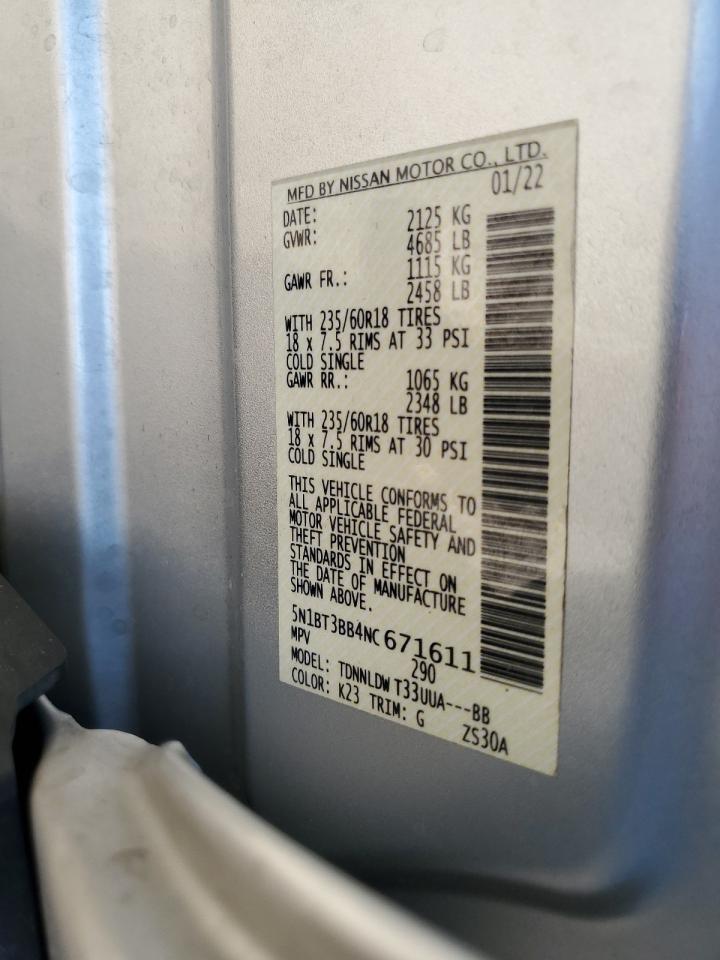 MFD BY NISSAN MOTOR CO., LTD.
DATE: 01/22
GVWR: 2125 KG
4685 LB
GAWR FR.: 1115 KG
2458 LB
WITH 235/60R18 TIRES
18 x 7.5 RIMS AT 33 PSI
COLD SINGLE
GAWR RR.: 1065 KG
2348 LB
WITH 235/60R18 TIRES
18 x 7.5 RIMS AT 30 PSI
COLD SINGLE
THIS VEHICLE CONFORMS TO
ALL APPLICABLE FEDERAL
MOTOR VEHICLE SAFETY AND
THEFT PREVENTION
STANDARDS IN EFFECT ON
THE DATE OF MANUFACTURE
SHOWN ABOVE.
5N1BT3BB4NC671611
MPV 290
MODEL: TDNNLDW T33UUA---BB
COLOR: K23 TRIM: G ZS30A